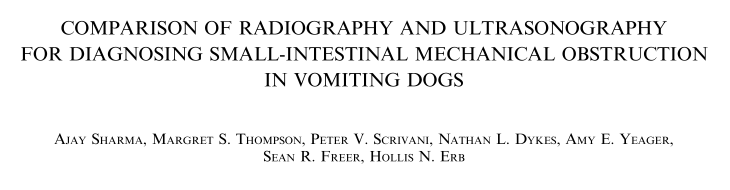 COMPARISON OF RADIOGRAPHY AND ULTRASONOGRAPHY
FOR DIAGNOSING SMALL-INTESTINAL MECHANICAL OBSTRUCTION
IN VOMITING DOGS
Ajay Sharma, Margret S. Thompson, Peter V. Scrivani, Nathan L. Dykes, Amy E. Yeager,
Sean R. Freer, Hollis N. Erb